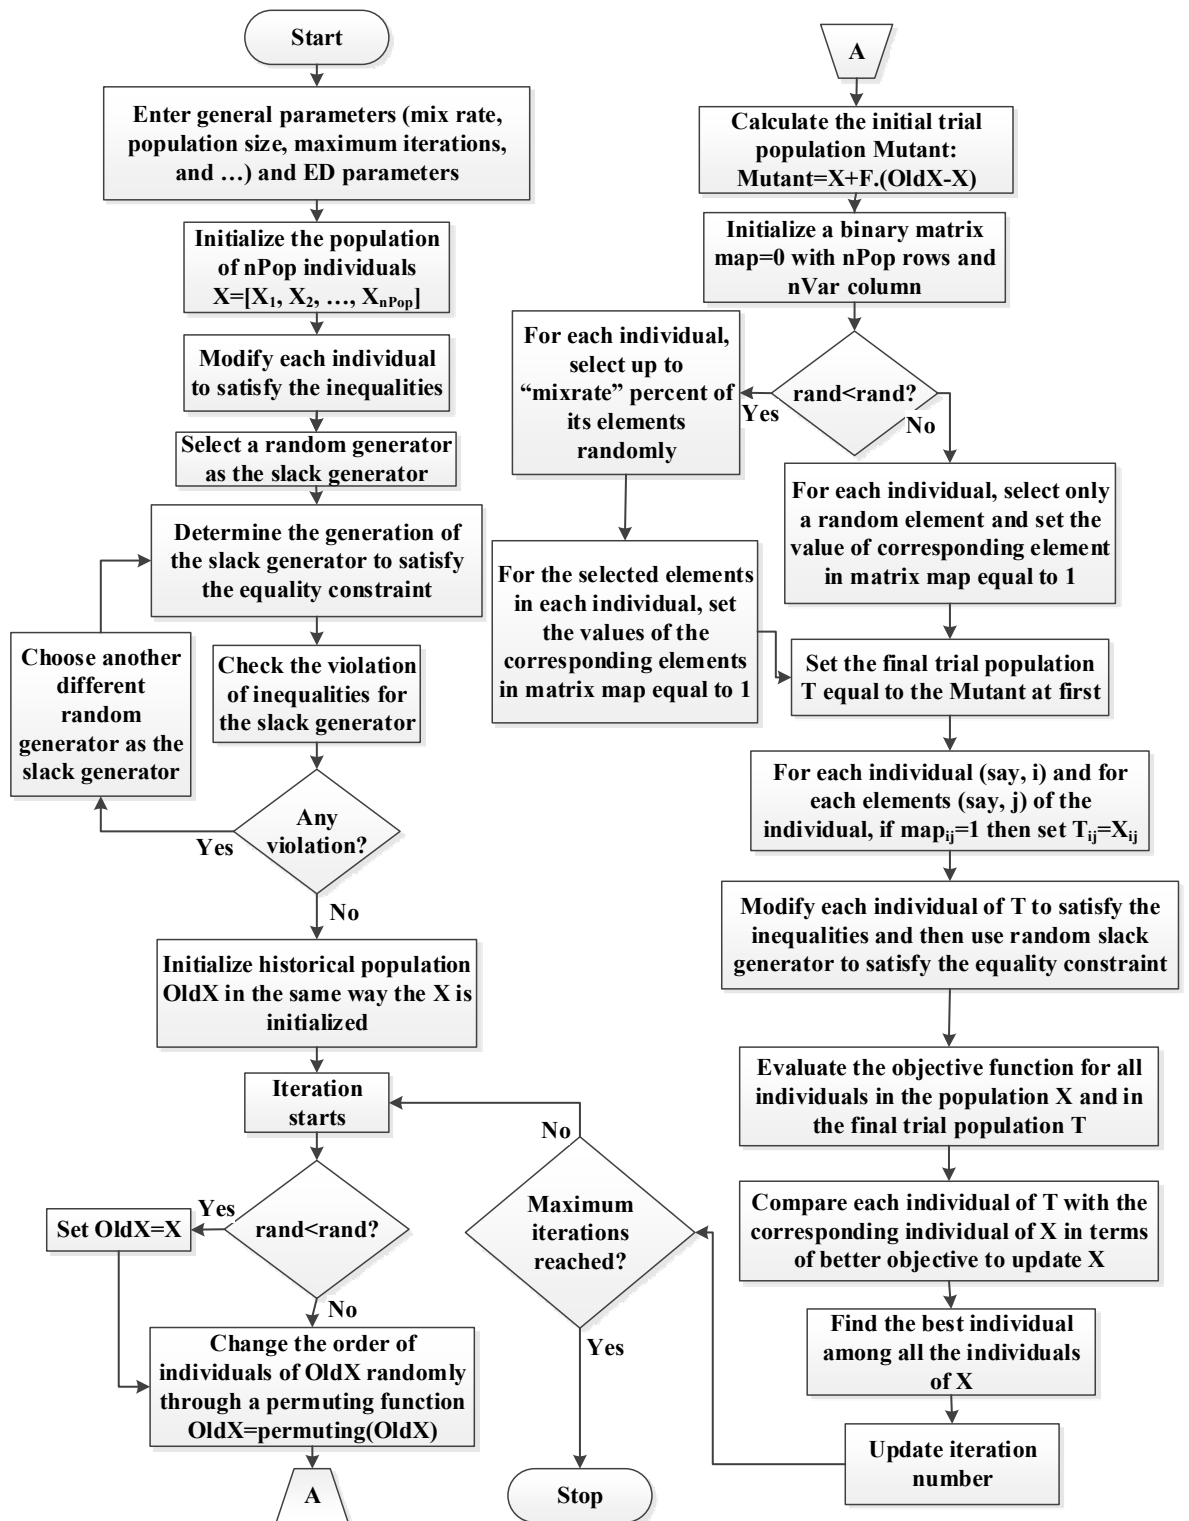 Start
Enter general parameters (mix rate,
population size, maximum iterations,
and …) and ED parameters
Initialize the population
of nPop individuals
X=[X₁, X₂, …, Xₙₚₒₚ]
Modify each individual
to satisfy the inequalities
Select a random generator
as the slack generator
Determine the generation of
the slack generator to satisfy
the equality constraint
Choose another
different
random
generator as the
slack generator
Check the violation
of inequalities for
the slack generator
Any
violation?
Yes
No
Initialize historical population
OldX in the same way the X is
initialized
Iteration
starts
rand<rand?
Yes
Set OldX=X
No
Change the order of
individuals of OldX randomly
through a permuting function
OldX=permuting(OldX)
A
A
Calculate the initial trial
population Mutant:
Mutant=X+F.(OldX-X)
Initialize a binary matrix
map=0 with nPop rows and
nVar column
rand<rand?
Yes
No
For each individual,
select up to
“mixrate” percent of
its elements
randomly
For the selected elements
in each individual, set
the values of the
corresponding elements
in matrix map equal to 1
For each individual, select only
a random element and set the
value of corresponding element
in matrix map equal to 1
Set the final trial population
T equal to the Mutant at first
For each individual (say, i) and for
each elements (say, j) of the
individual, if mapᵢⱼ=1 then set Tᵢⱼ=Xᵢⱼ
Modify each individual of T to satisfy the
inequalities and then use random slack
generator to satisfy the equality constraint
Evaluate the objective function for all
individuals in the population X and in
the final trial population T
Compare each individual of T with the
corresponding individual of X in terms
of better objective to update X
Find the best individual
among all the individuals
of X
Update iteration
number
Maximum
iterations
reached?
No
Yes
Stop